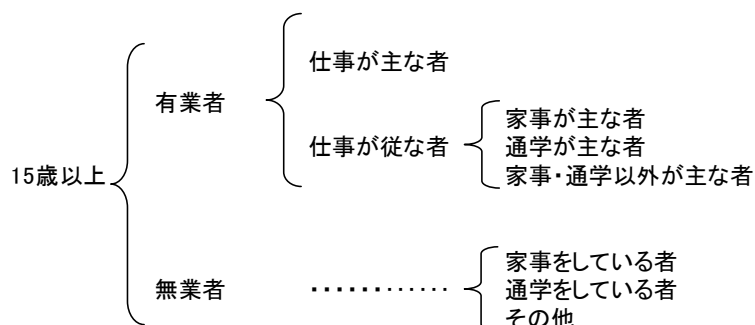 15歳以上
有業者
仕事が主な者
仕事が従な者
家事が主な者
通学が主な者
家事・通学以外が主な者
無業者
············
家事をしている者
通学をしている者
その他